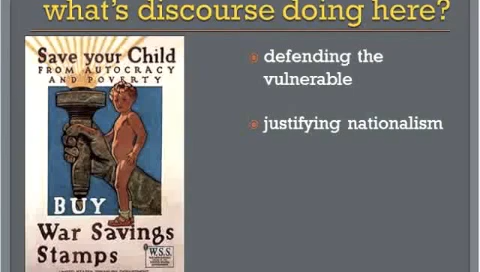 what's discourse doing here?
Save your Child
FROM AUTOCRACY
AND POVERTY
BUY
War Savings
Stamps
W.S.S.
defending the
vulnerable
justifying nationalism